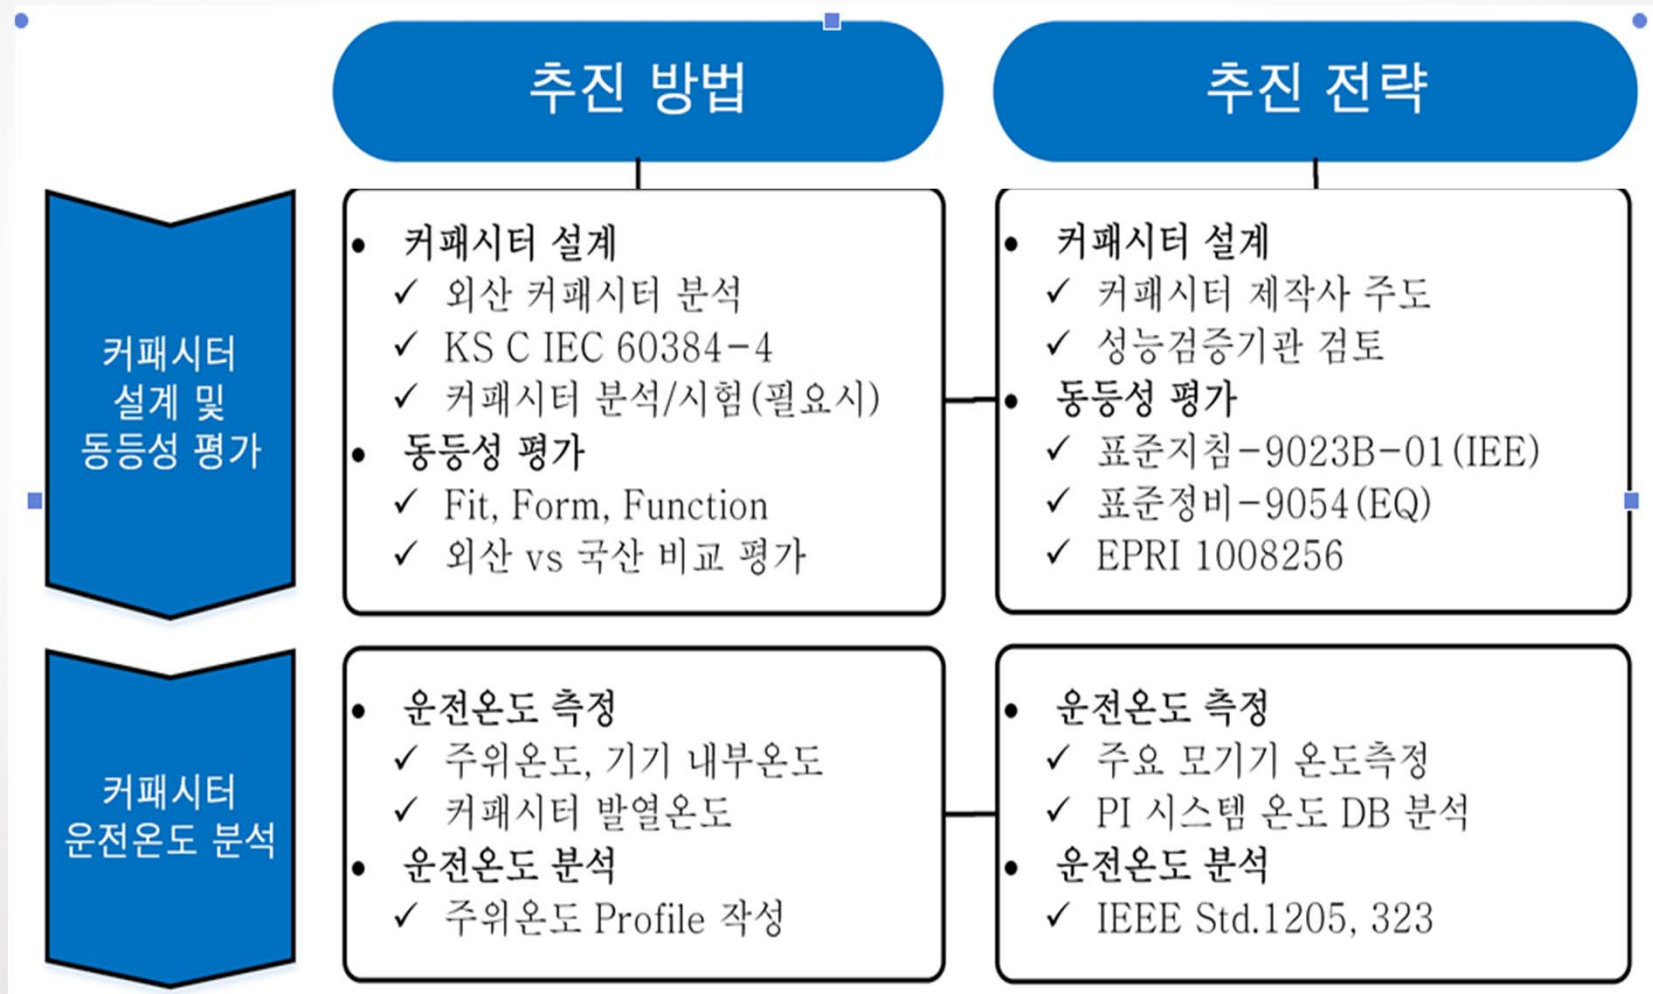 추진 방법
추진 전략
커패시터
설계 및
동등성 평가
• 커패시터 설계
✓ 외산 커패시터 분석
✓ KS C IEC 60384-4
✓ 커패시터 분석/시험(필요시)
• 동등성 평가
✓ Fit, Form, Function
✓ 외산 vs 국산 비교 평가
• 커패시터 설계
✓ 커패시터 제작사 주도
✓ 성능검증기관 검토
• 동등성 평가
✓ 표준지침-9023B-01(IEE)
✓ 표준정비-9054(EQ)
✓ EPRI 1008256
커패시터
운전온도 분석
• 운전온도 측정
✓ 주위온도, 기기 내부온도
✓ 커패시터 발열온도
• 운전온도 분석
✓ 주위온도 Profile 작성
• 운전온도 측정
✓ 주요 모기기 온도측정
✓ PI 시스템 온도 DB 분석
• 운전온도 분석
✓ IEEE Std.1205, 323